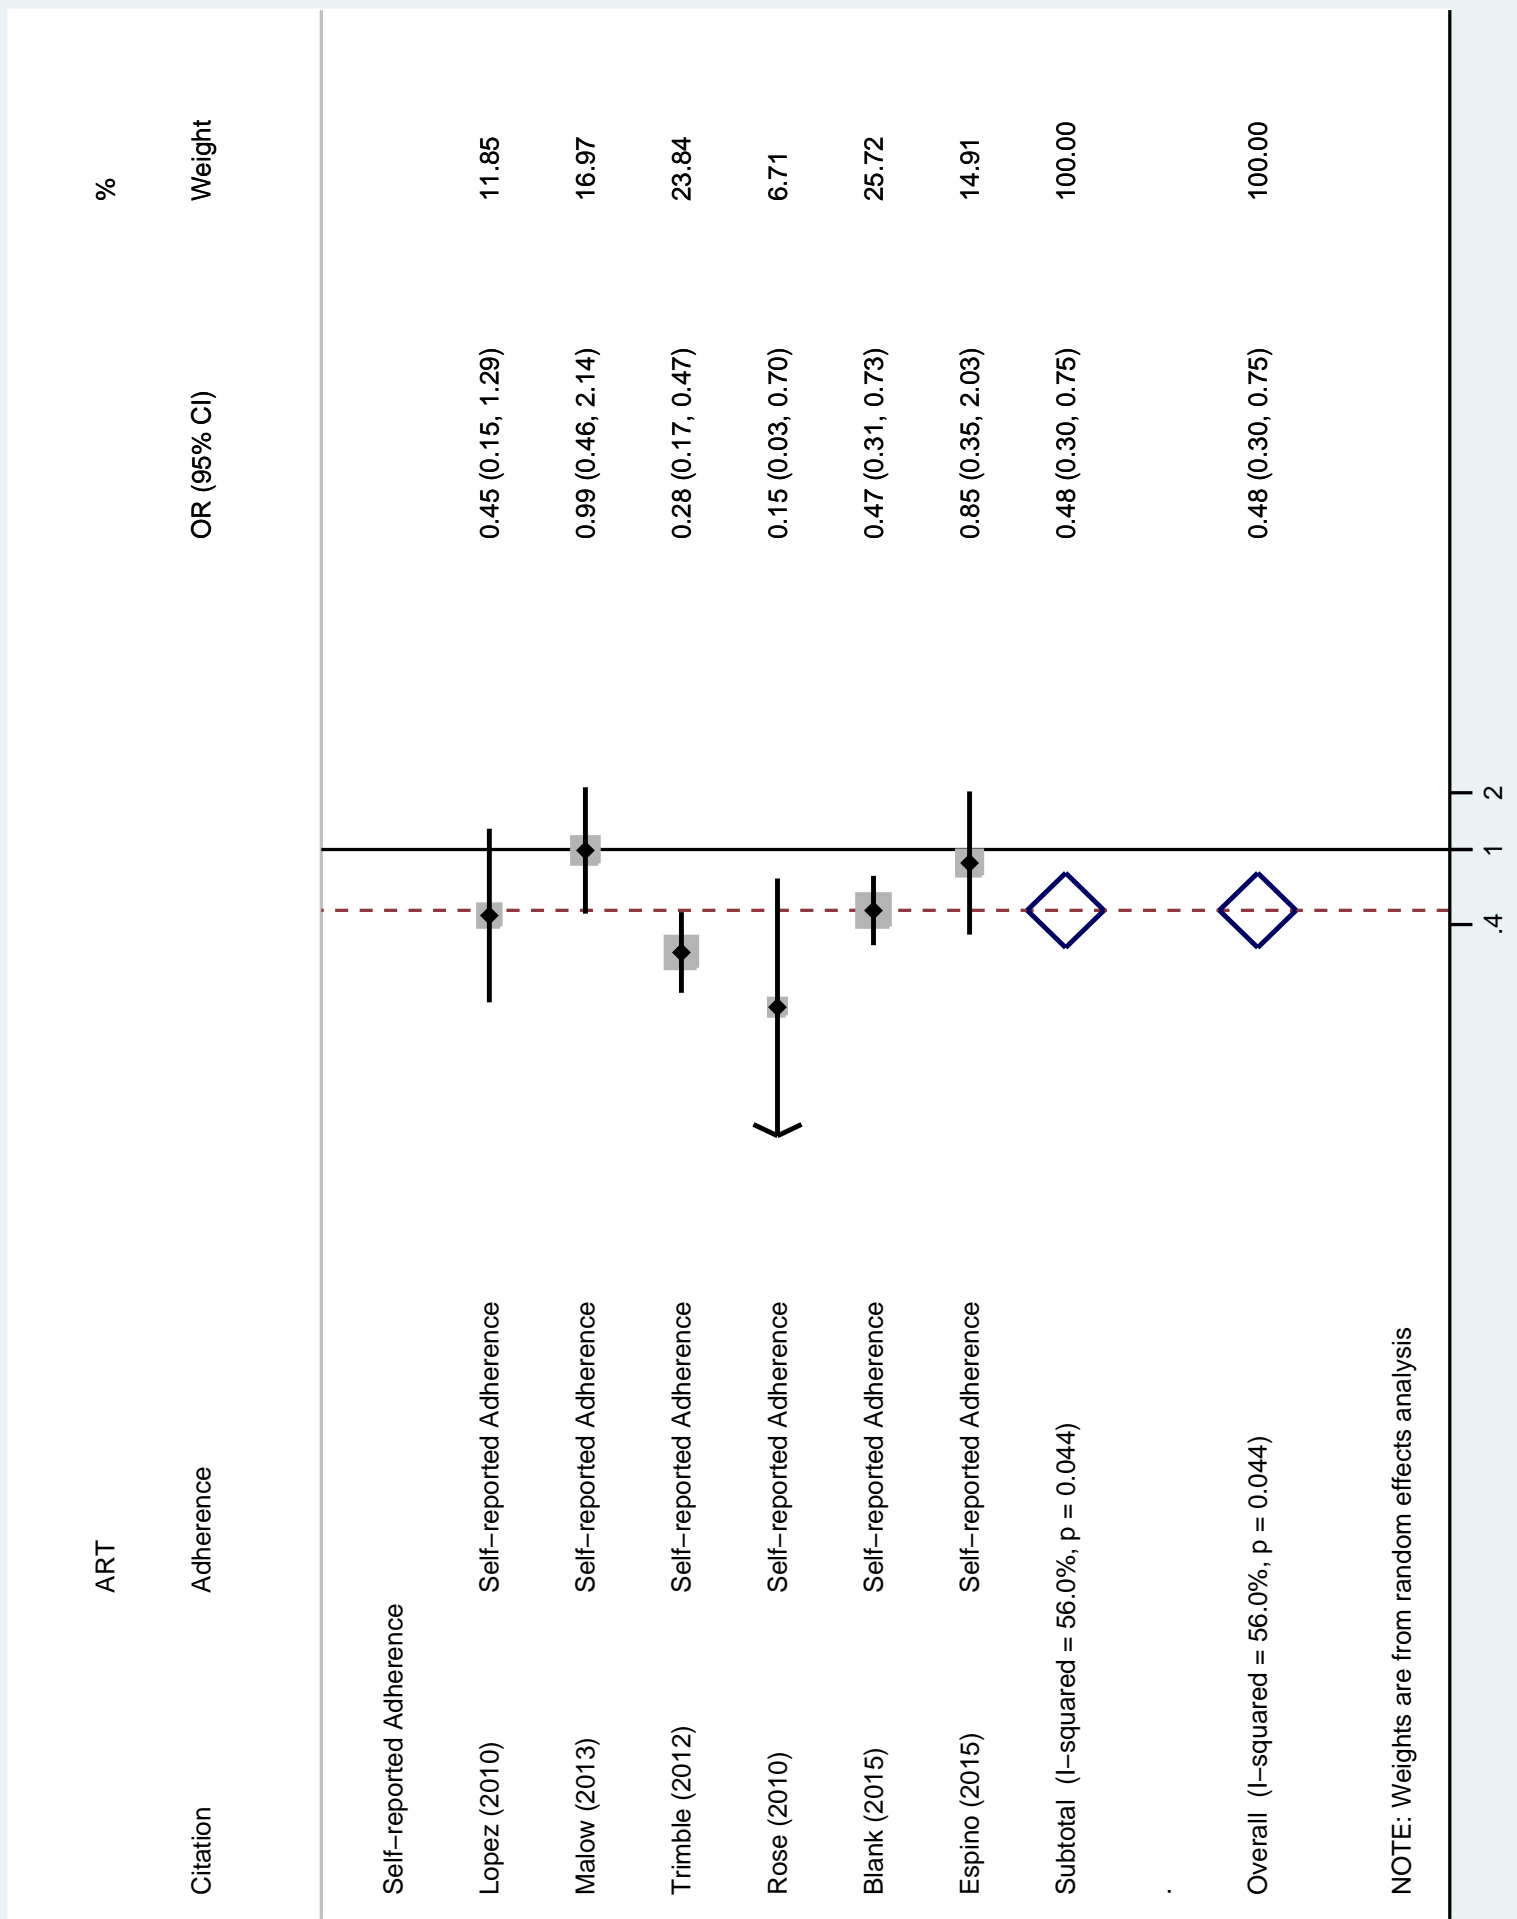 ART %
Citation Adherence OR (95% CI) Weight
Self−reported Adherence
Lopez (2010) Self−reported Adherence 0.45 (0.15, 1.29) 11.85
Malow (2013) Self−reported Adherence 0.99 (0.46, 2.14) 16.97
Trimble (2012) Self−reported Adherence 0.28 (0.17, 0.47) 23.84
Rose (2010) Self−reported Adherence 0.15 (0.03, 0.70) 6.71
Blank (2015) Self−reported Adherence 0.47 (0.31, 0.73) 25.72
Espino (2015) Self−reported Adherence 0.85 (0.35, 2.03) 14.91
Subtotal (I−squared = 56.0%, p = 0.044) 0.48 (0.30, 0.75) 100.00
.
Overall (I−squared = 56.0%, p = 0.044) 0.48 (0.30, 0.75) 100.00
NOTE: Weights are from random effects analysis
.4 1 2